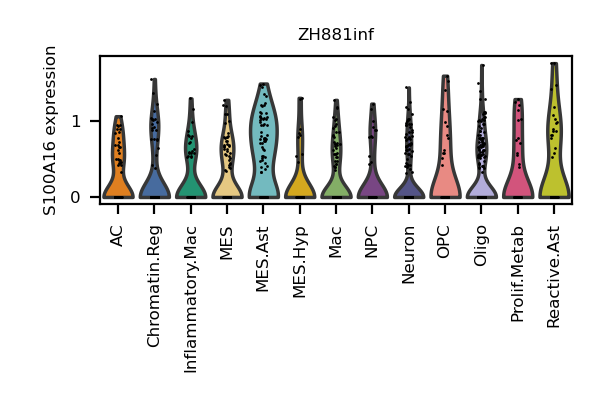 ZH881inf
S100A16 expression
1
0
AC
Chromatin.Reg
Inflammatory.Mac
MES
MES.Ast
MES.Hyp
Mac
NPC
Neuron
OPC
Oligo
Prolif.Metab
Reactive.Ast